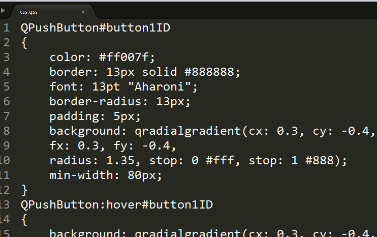 css.qss
1 QPushButton#button1ID
2 {
3 color: #ff007f;
4 border: 13px solid #888888;
5 font: 13pt "Aharoni";
6 border-radius: 13px;
7 padding: 5px;
8 background: qradialgradient(cx: 0.3, cy: -0.4,
9 fx: 0.3, fy: -0.4,
10 radius: 1.35, stop: 0 #fff, stop: 1 #888);
11 min-width: 80px;
12 }
13 QPushButton:hover#button1ID
14 {
15 background: qradialgradient(cx: 0.3, cy: -0.4,